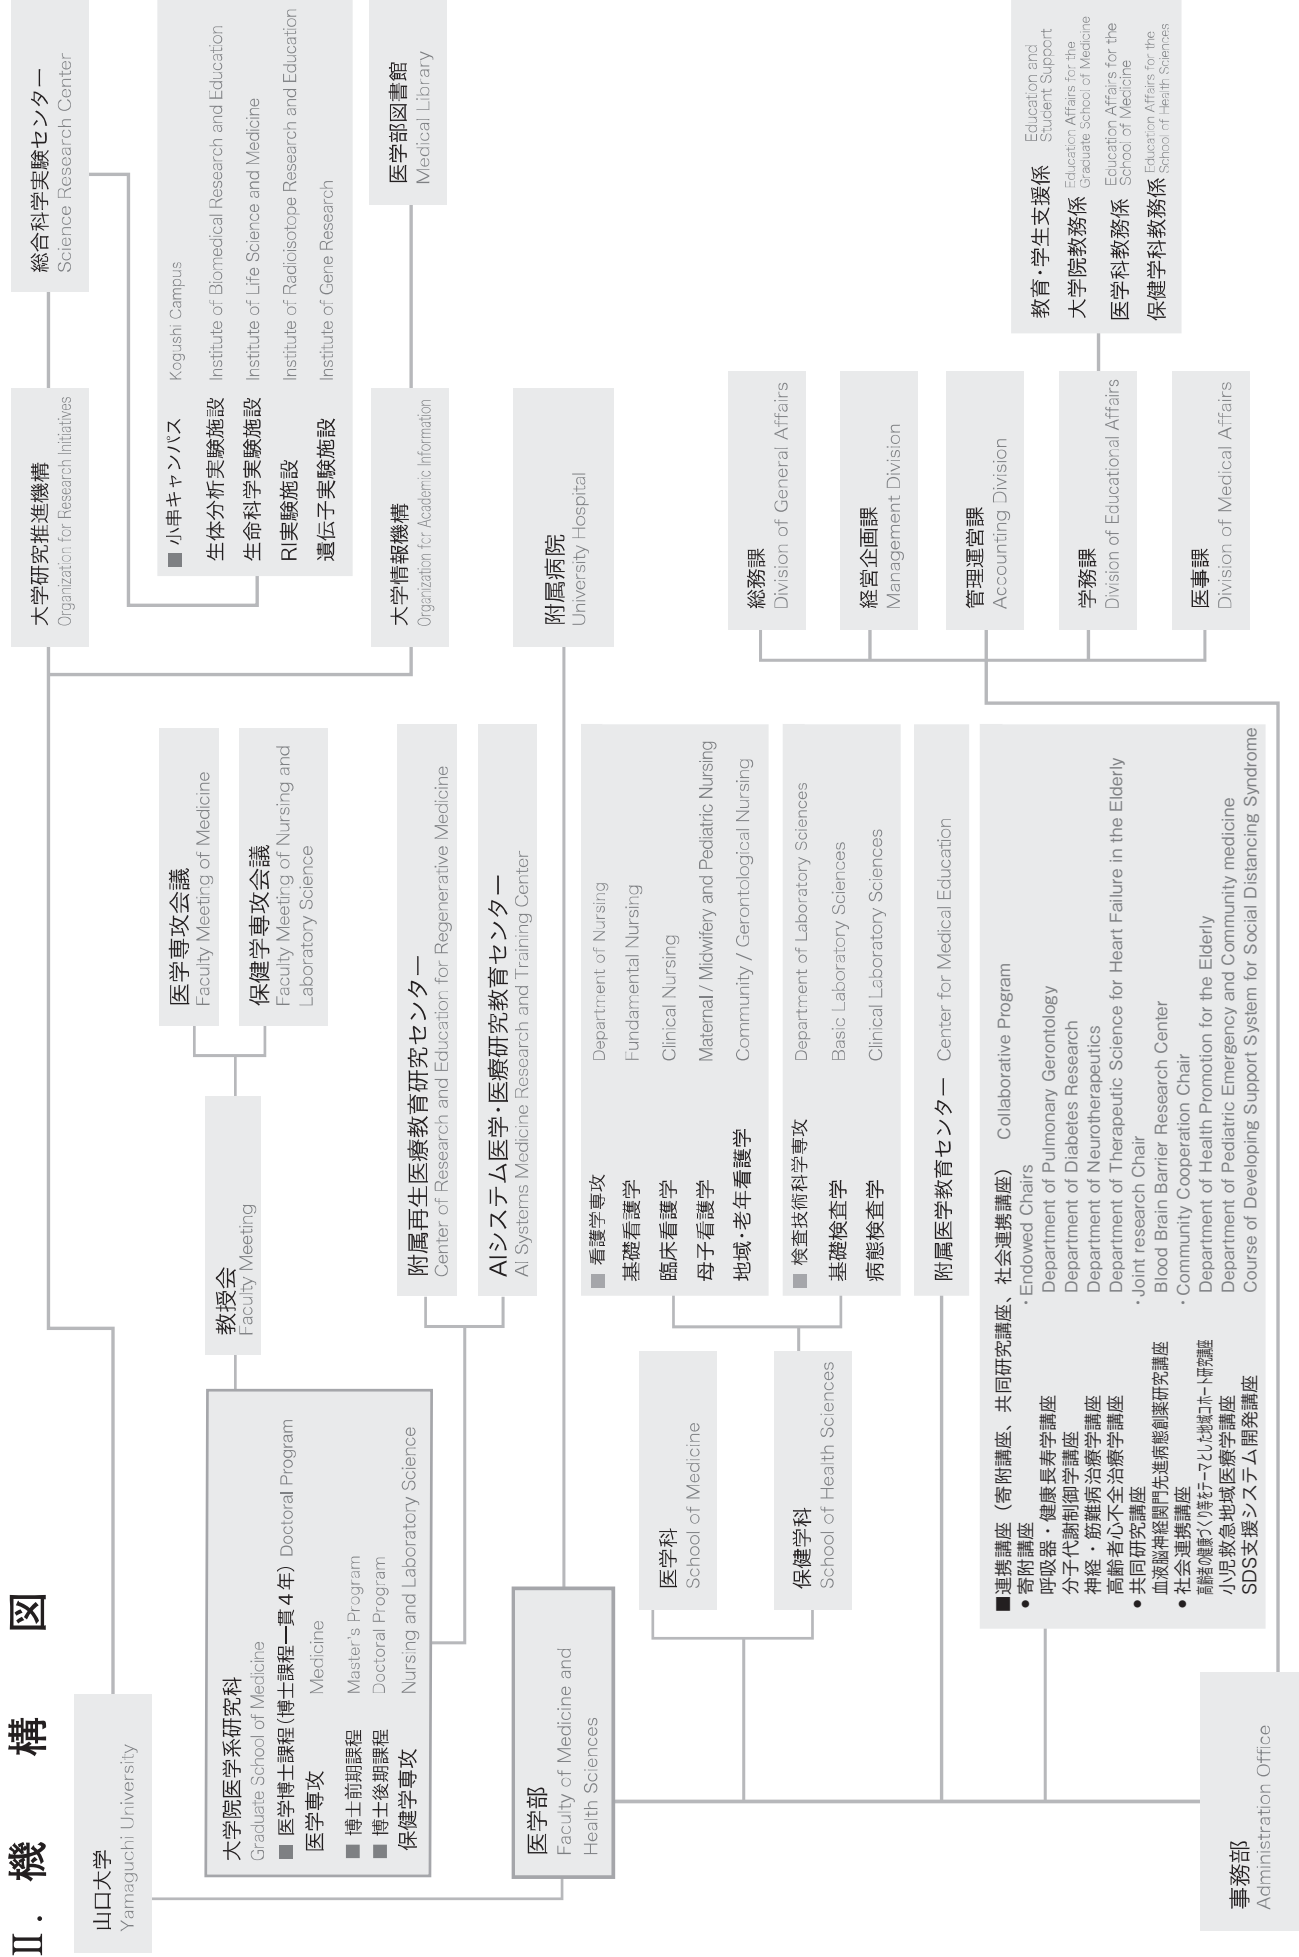 Ⅱ. 機 構 図
山口大学
Yamaguchi University
大学研究推進機構
Organization for Research Initiatives
総合科学実験センター
Science Research Center
■ 小串キャンパス Kogushi Campus
生体分析実験施設 Institute of Biomedical Research and Education
生命科学実験施設 Institute of Life Science and Medicine
RI実験施設 Institute of Radioisotope Research and Education
遺伝子実験施設 Institute of Gene Research
大学情報機構
Organization for Academic Information
医学部図書館
Medical Library
大学院医学系研究科
Graduate School of Medicine
■ 医学博士課程(博士課程一貫4年) Doctoral Program
医学専攻 Medicine
■ 博士前期課程 Master's Program
■ 博士後期課程 Doctoral Program
保健学専攻 Nursing and Laboratory Science
教授会
Faculty Meeting
医学専攻会議
Faculty Meeting of Medicine
保健学専攻会議
Faculty Meeting of Nursing and
Laboratory Science
附属再生医療教育研究センター
Center of Research and Education for Regenerative Medicine
AIシステム医学・医療研究教育センター
AI Systems Medicine Research and Training Center
医学部
Faculty of Medicine and
Health Sciences
附属病院
University Hospital
医学科
School of Medicine
保健学科
School of Health Sciences
■ 看護学専攻 Department of Nursing
基礎看護学 Fundamental Nursing
臨床看護学 Clinical Nursing
母子看護学 Maternal / Midwifery and Pediatric Nursing
地域・老年看護学 Community / Gerontological Nursing
■ 検査技術科学専攻 Department of Laboratory Sciences
基礎検査学 Basic Laboratory Sciences
病態検査学 Clinical Laboratory Sciences
附属医学教育センター Center for Medical Education
■連携講座（寄附講座、共同研究講座、社会連携講座） Collaborative Program
•寄附講座 ・Endowed Chairs
呼吸器・健康長寿学講座 Department of Pulmonary Gerontology
分子代謝制御学講座 Department of Diabetes Research
神経・筋難病治療学講座 Department of Neurotherapeutics
高齢者心不全治療学講座 Department of Therapeutic Science for Heart Failure in the Elderly
•共同研究講座 ・Joint research Chair
血液脳神経関門先進病態創薬研究講座 Blood Brain Barrier Research Center
•社会連携講座 ・Community Cooperation Chair
高齢者の健康づくり等をテーマとした地域コホート研究講座 Department of Health Promotion for the Elderly
小児救急地域医療学講座 Department of Pediatric Emergency and Community medicine
SDS支援システム開発講座 Course of Developing Support System for Social Distancing Syndrome
事務部
Administration Office
総務課
Division of General Affairs
経営企画課
Management Division
管理運営課
Accounting Division
学務課
Division of Educational Affairs
医事課
Division of Medical Affairs
教育・学生支援係 Education and
Student Support
大学院教務係 Education Affairs for the
Graduate School of Medicine
医学科教務係 Education Affairs for the
School of Medicine
保健学科教務係 Education Affairs for the
School of Health Sciences